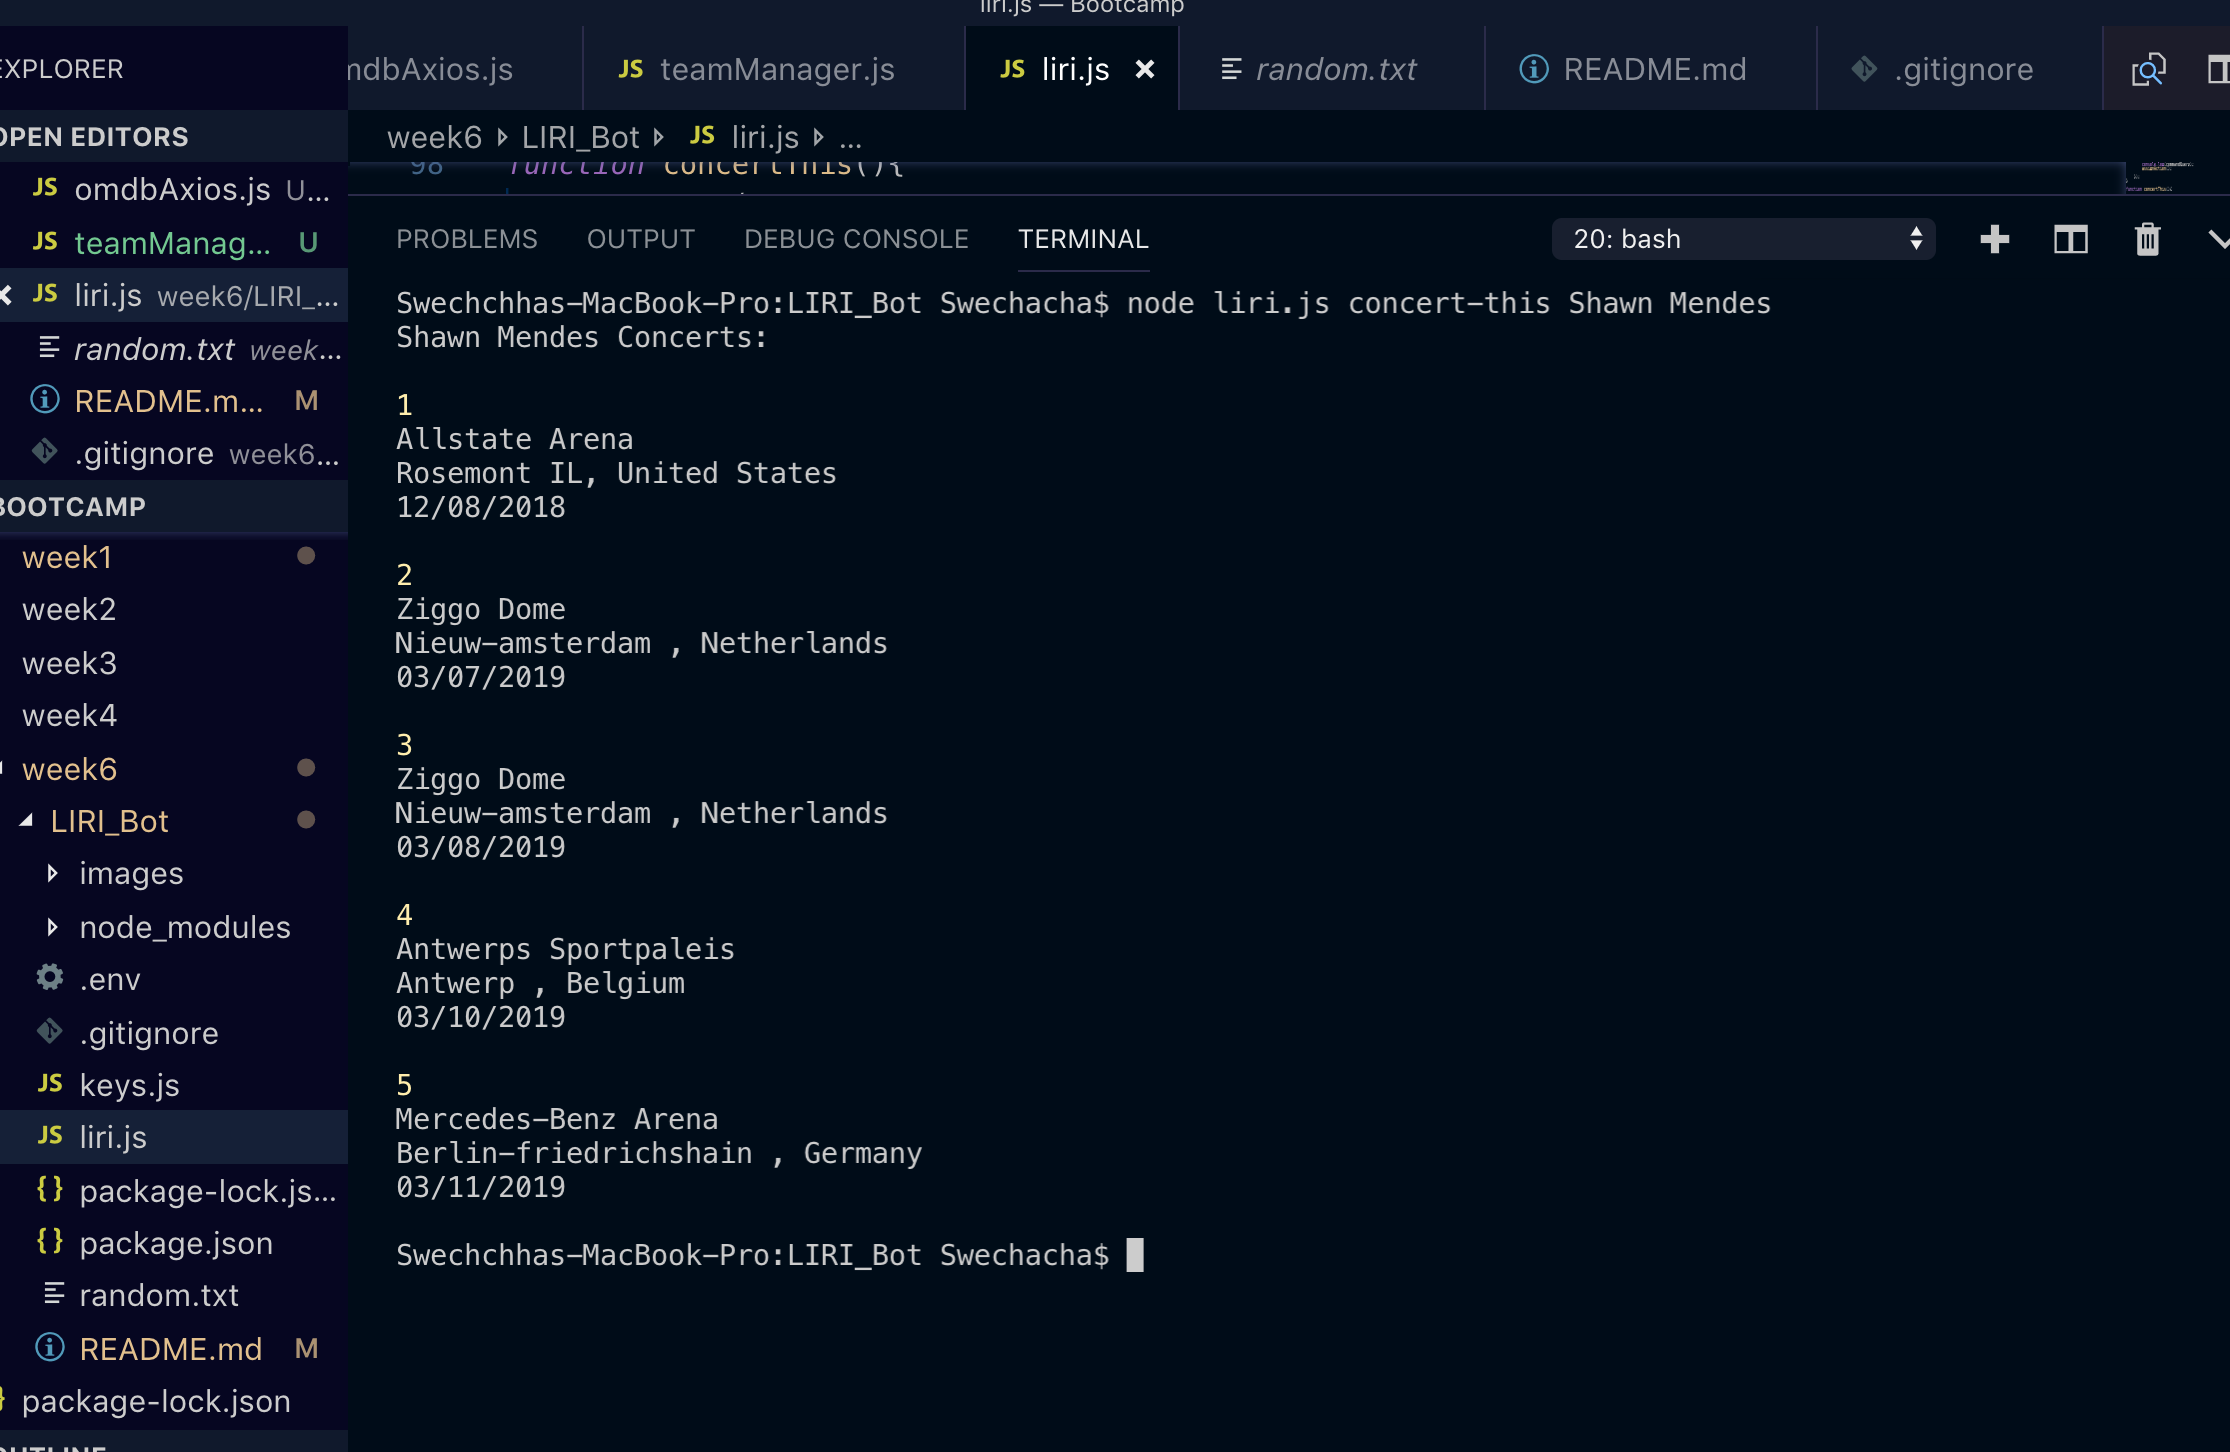 liri.js — Bootcamp
EXPLORER
mdbAxios.js
JS teamManager.js
JS liri.js
random.txt
README.md
.gitignore
OPEN EDITORS
JS omdbAxios.js U...
JS teamManag... U
JS liri.js week6/LIRI_...
random.txt week...
README.m... M
.gitignore week6...
BOOTCAMP
week1
week2
week3
week4
week6
LIRI_Bot
images
node_modules
.env
.gitignore
JS keys.js
JS liri.js
{} package-lock.js...
{} package.json
random.txt
README.md M
} package-lock.json
OUTLINE
week6 LIRI_Bot JS liri.js ...
98 function concertThis(){
PROBLEMS OUTPUT DEBUG CONSOLE TERMINAL 20: bash
Swechchhas-MacBook-Pro:LIRI_Bot Swechacha$ node liri.js concert-this Shawn Mendes
Shawn Mendes Concerts:
1
Allstate Arena
Rosemont IL, United States
12/08/2018
2
Ziggo Dome
Nieuw-amsterdam , Netherlands
03/07/2019
3
Ziggo Dome
Nieuw-amsterdam , Netherlands
03/08/2019
4
Antwerps Sportpaleis
Antwerp , Belgium
03/10/2019
5
Mercedes-Benz Arena
Berlin-friedrichshain , Germany
03/11/2019
Swechchhas-MacBook-Pro:LIRI_Bot Swechacha$